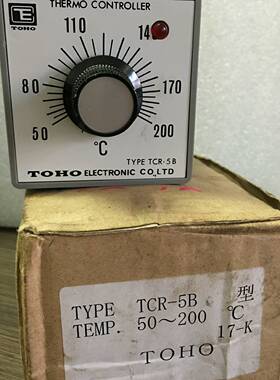 THERMO CONTROLLER
TOHO
110
14
80
170
50
200
°C
TYPE TCR-5B
TOHO ELECTRONIC CO.,LTD
TYPE TCR-5B 型
TEMP. 50～200 ℃
17-K
TOHO